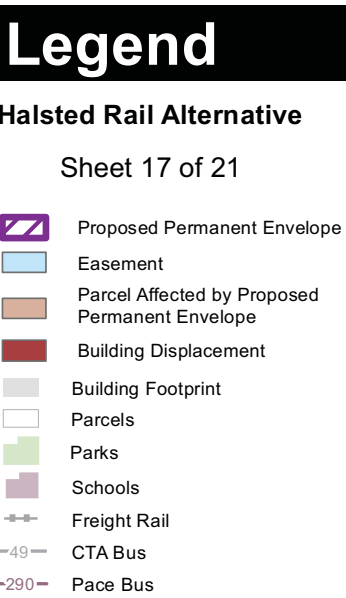 Legend
Halsted Rail Alternative
Sheet 17 of 21
Proposed Permanent Envelope
Easement
Parcel Affected by Proposed
Permanent Envelope
Building Displacement
Building Footprint
Parcels
Parks
Schools
Freight Rail
49 CTA Bus
290 Pace Bus